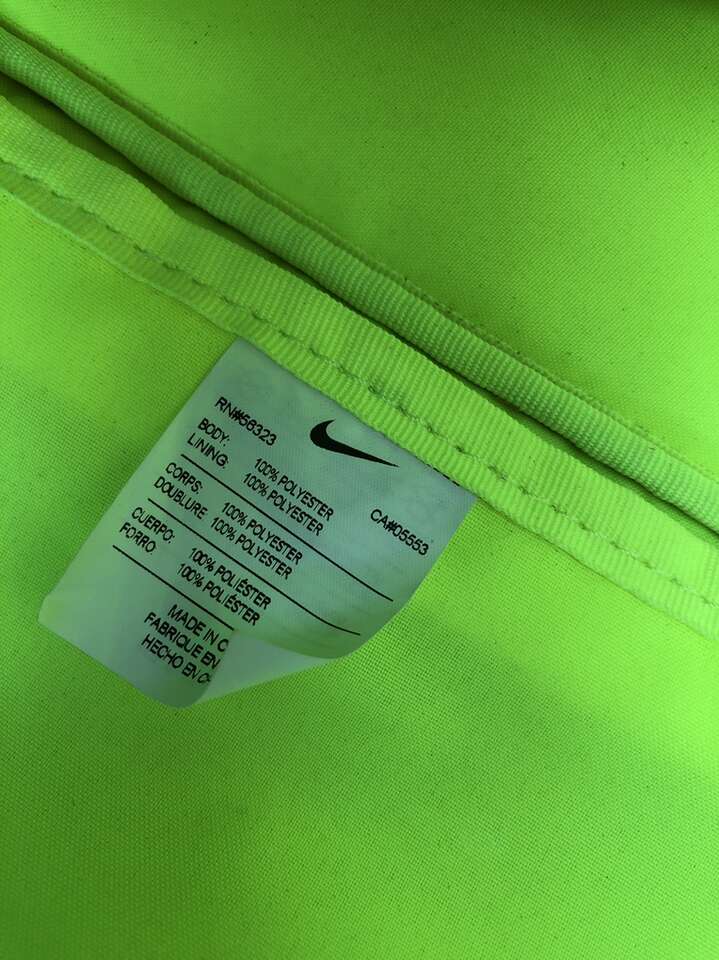 RN#56323
CA#05553
BODY: 100% POLYESTER
LINING: 100% POLYESTER
CORPS: 100% POLYESTER
DOUBLURE 100% POLYESTER
CUERPO: 100% POLIÉSTER
FORRO 100% POLIÉSTER
MADE IN C
FABRIQUE EN
HECHO EN CH